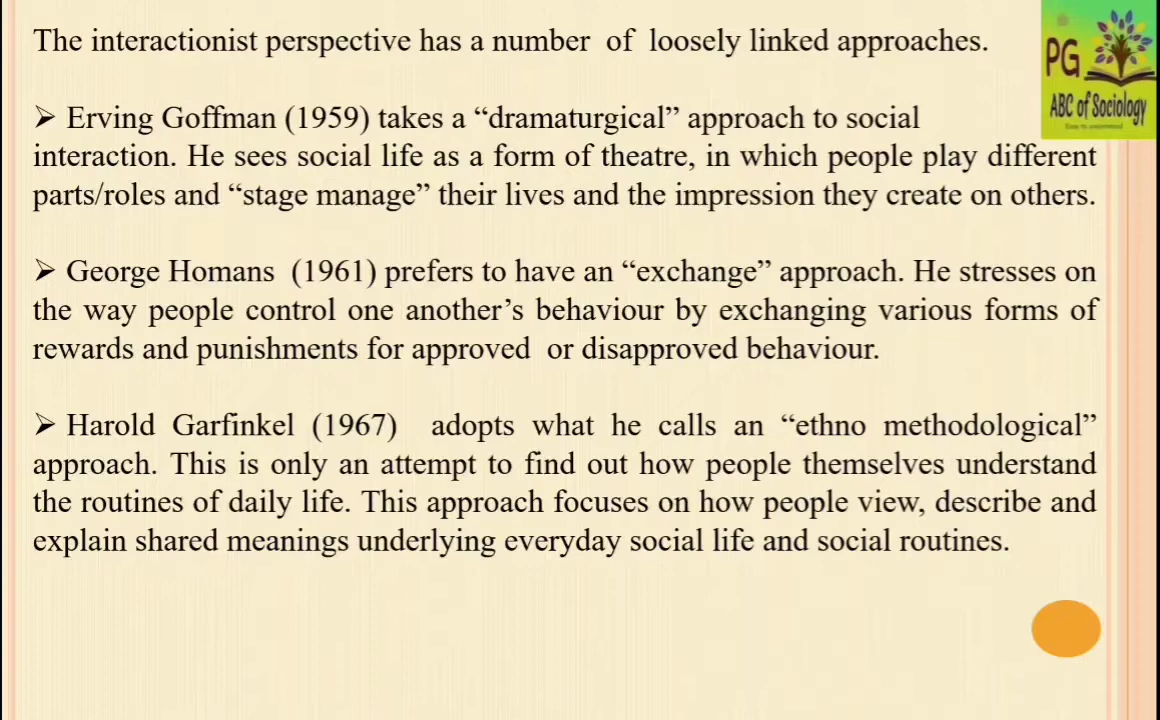 The interactionist perspective has a number of loosely linked approaches.
PG
ABC of Sociology
➢ Erving Goffman (1959) takes a “dramaturgical” approach to social
interaction. He sees social life as a form of theatre, in which people play different
parts/roles and “stage manage” their lives and the impression they create on others.
➢ George Homans (1961) prefers to have an “exchange” approach. He stresses on
the way people control one another’s behaviour by exchanging various forms of
rewards and punishments for approved or disapproved behaviour.
➢ Harold Garfinkel (1967) adopts what he calls an “ethno methodological”
approach. This is only an attempt to find out how people themselves understand
the routines of daily life. This approach focuses on how people view, describe and
explain shared meanings underlying everyday social life and social routines.